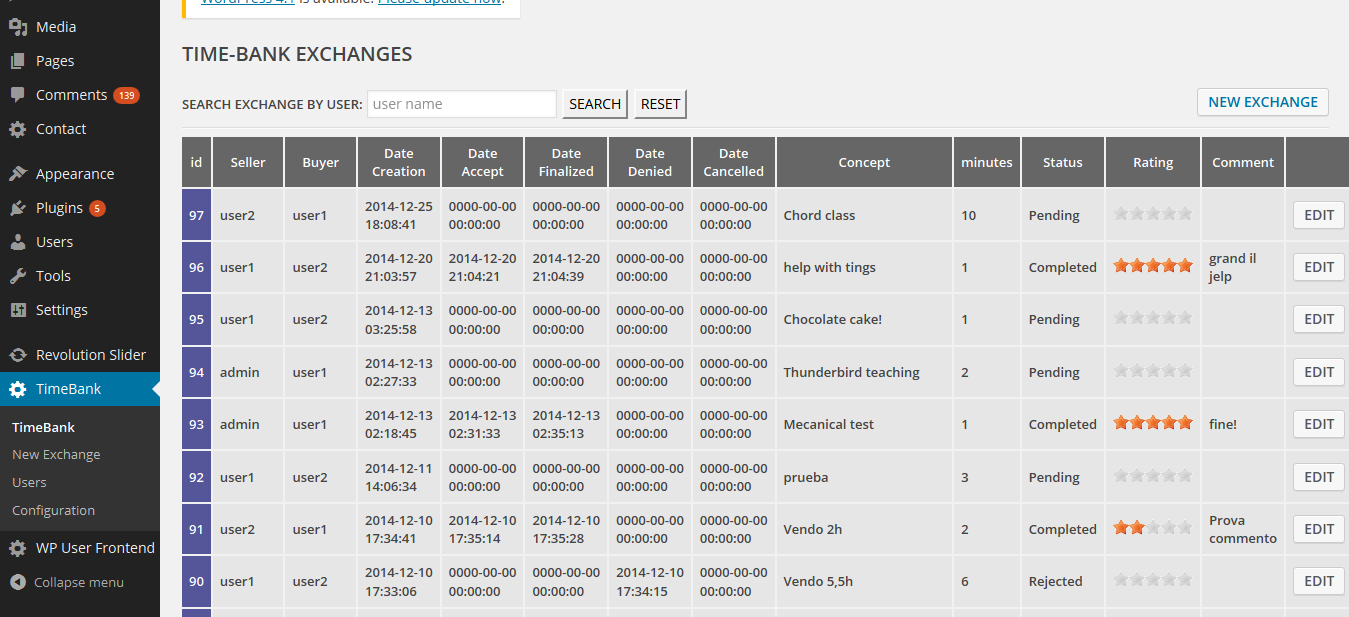 WordPress 4.1 is available! Please update now.
Media
Pages
Comments 139
Contact
Appearance
Plugins 5
Users
Tools
Settings
Revolution Slider
TimeBank
TimeBank
New Exchange
Users
Configuration
WP User Frontend
Collapse menu
TIME-BANK EXCHANGES
SEARCH EXCHANGE BY USER: user name SEARCH RESET
NEW EXCHANGE
id Seller Buyer Date Creation Date Accept Date Finalized Date Denied Date Cancelled Concept minutes Status Rating Comment
97 user2 user1 2014-12-25 18:08:41 0000-00-00 00:00:00 0000-00-00 00:00:00 0000-00-00 00:00:00 0000-00-00 00:00:00 Chord class 10 Pending EDIT
96 user1 user2 2014-12-20 21:03:57 2014-12-20 21:04:21 2014-12-20 21:04:39 0000-00-00 00:00:00 0000-00-00 00:00:00 help with tings 1 Completed grand il jelp EDIT
95 user1 user2 2014-12-13 03:25:58 0000-00-00 00:00:00 0000-00-00 00:00:00 0000-00-00 00:00:00 0000-00-00 00:00:00 Chocolate cake! 1 Pending EDIT
94 admin user1 2014-12-13 02:27:33 0000-00-00 00:00:00 0000-00-00 00:00:00 0000-00-00 00:00:00 0000-00-00 00:00:00 Thunderbird teaching 2 Pending EDIT
93 admin user1 2014-12-13 02:18:45 2014-12-13 02:31:33 2014-12-13 02:35:13 0000-00-00 00:00:00 0000-00-00 00:00:00 Mecanical test 1 Completed fine! EDIT
92 user1 user2 2014-12-11 14:06:34 0000-00-00 00:00:00 0000-00-00 00:00:00 0000-00-00 00:00:00 0000-00-00 00:00:00 prueba 3 Pending EDIT
91 user2 user1 2014-12-10 17:34:41 2014-12-10 17:35:14 2014-12-10 17:35:28 0000-00-00 00:00:00 0000-00-00 00:00:00 Vendo 2h 2 Completed Prova commento EDIT
90 user1 user2 2014-12-10 17:33:06 0000-00-00 00:00:00 0000-00-00 00:00:00 2014-12-10 17:34:15 0000-00-00 00:00:00 Vendo 5,5h 6 Rejected EDIT